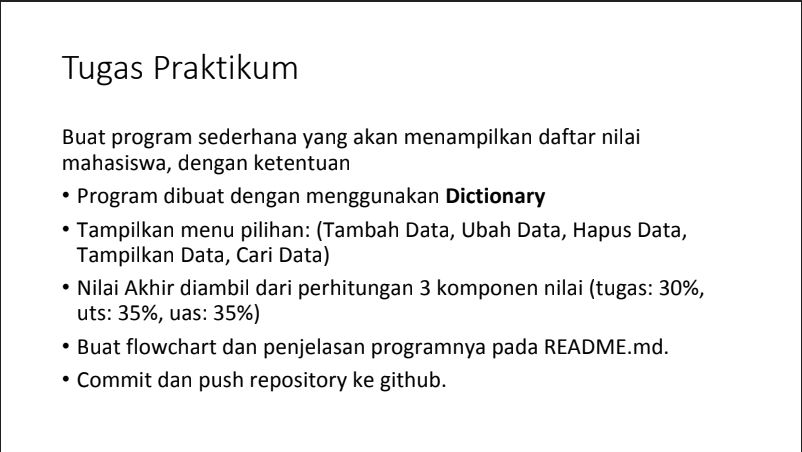 Tugas Praktikum
Buat program sederhana yang akan menampilkan daftar nilai
mahasiswa, dengan ketentuan
• Program dibuat dengan menggunakan Dictionary
• Tampilkan menu pilihan: (Tambah Data, Ubah Data, Hapus Data,
Tampilkan Data, Cari Data)
• Nilai Akhir diambil dari perhitungan 3 komponen nilai (tugas: 30%,
uts: 35%, uas: 35%)
• Buat flowchart dan penjelasan programnya pada README.md.
• Commit dan push repository ke github.